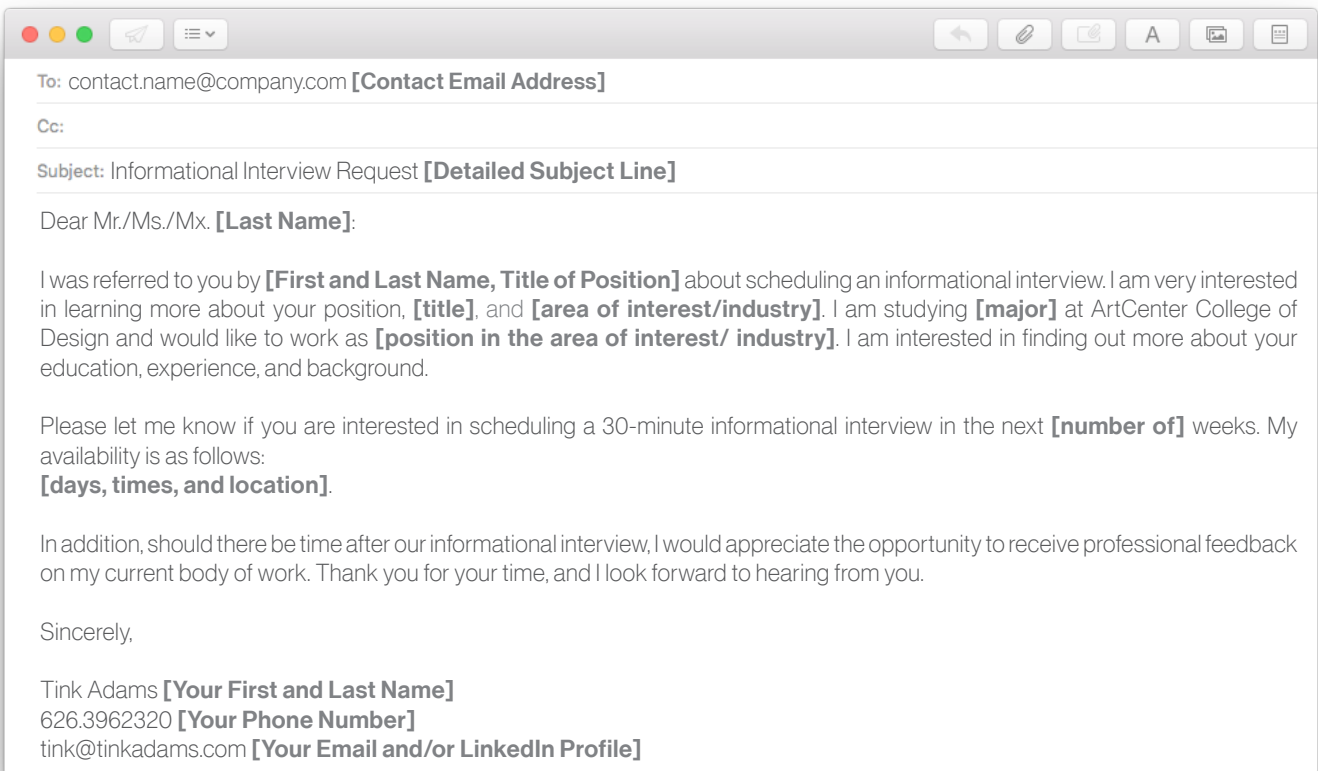 To: contact.name@company.com [Contact Email Address]
Cc:
Subject: Informational Interview Request [Detailed Subject Line]
Dear Mr./Ms./Mx. [Last Name]:
I was referred to you by [First and Last Name, Title of Position] about scheduling an informational interview. I am very interested
in learning more about your position, [title], and [area of interest/industry]. I am studying [major] at ArtCenter College of
Design and would like to work as [position in the area of interest/ industry]. I am interested in finding out more about your
education, experience, and background.
Please let me know if you are interested in scheduling a 30-minute informational interview in the next [number of] weeks. My
availability is as follows:
[days, times, and location].
In addition, should there be time after our informational interview, I would appreciate the opportunity to receive professional feedback
on my current body of work. Thank you for your time, and I look forward to hearing from you.
Sincerely,
Tink Adams [Your First and Last Name]
626.3962320 [Your Phone Number]
tink@tinkadams.com [Your Email and/or LinkedIn Profile]